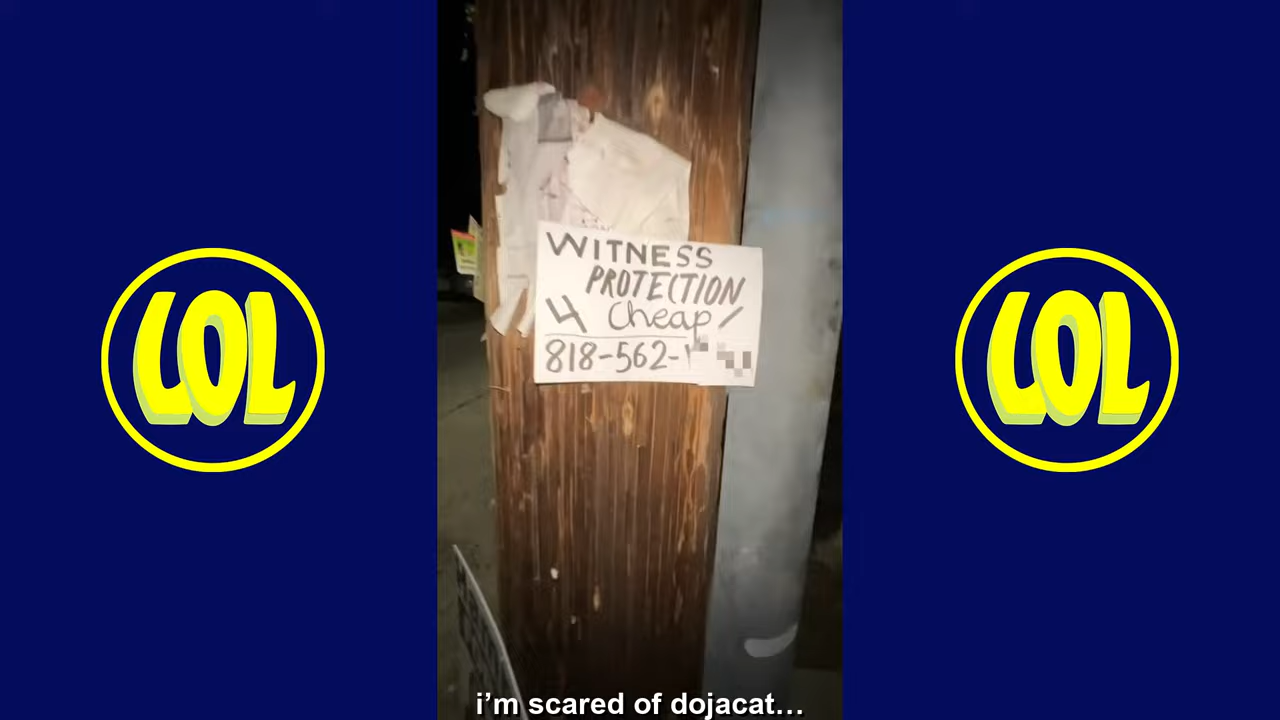 LOL
LOL
WITNESS
PROTECTION
4 Cheap!
818-562-
i'm scared of dojacat...